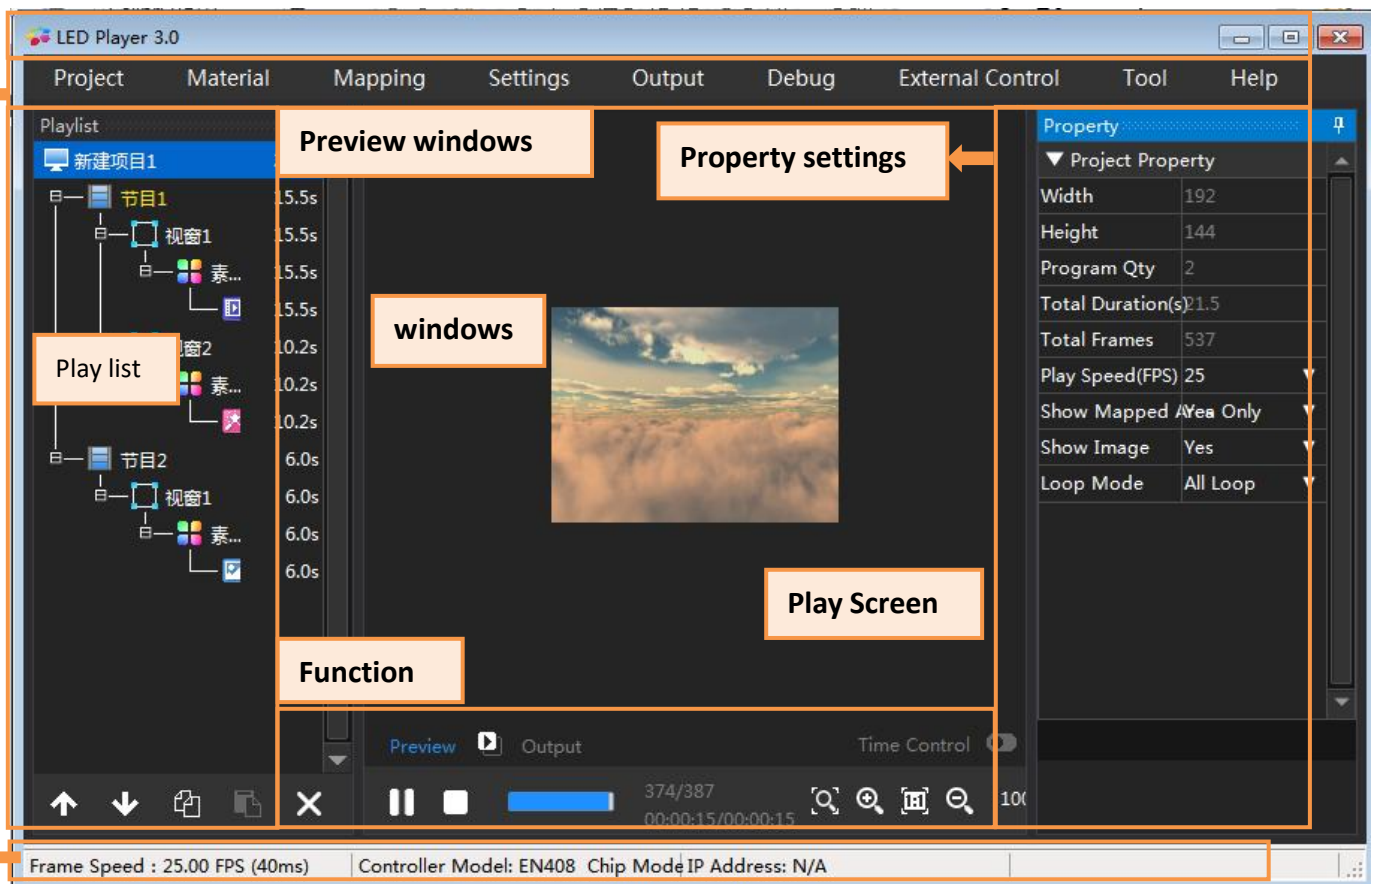 LED Player 3.0
Project Material Mapping Settings Output Debug External Control Tool Help
Playlist
新建项目1
节目1 15.5s
视窗1 15.5s
素... 15.5s
15.5s
窗2 10.2s
素... 10.2s
10.2s
节目2 6.0s
视窗1 6.0s
素... 6.0s
6.0s
Play list
Preview windows
Property settings
windows
Play Screen
Function
Preview Output Time Control
374/387
00:00:15/00:00:15
100
Property
Project Property
Width 192
Height 144
Program Qty 2
Total Duration(s) 21.5
Total Frames 537
Play Speed(FPS) 25
Show Mapped Area Only Yes
Show Image Yes
Loop Mode All Loop
Frame Speed : 25.00 FPS (40ms) Controller Model: EN408 Chip Mode IP Address: N/A